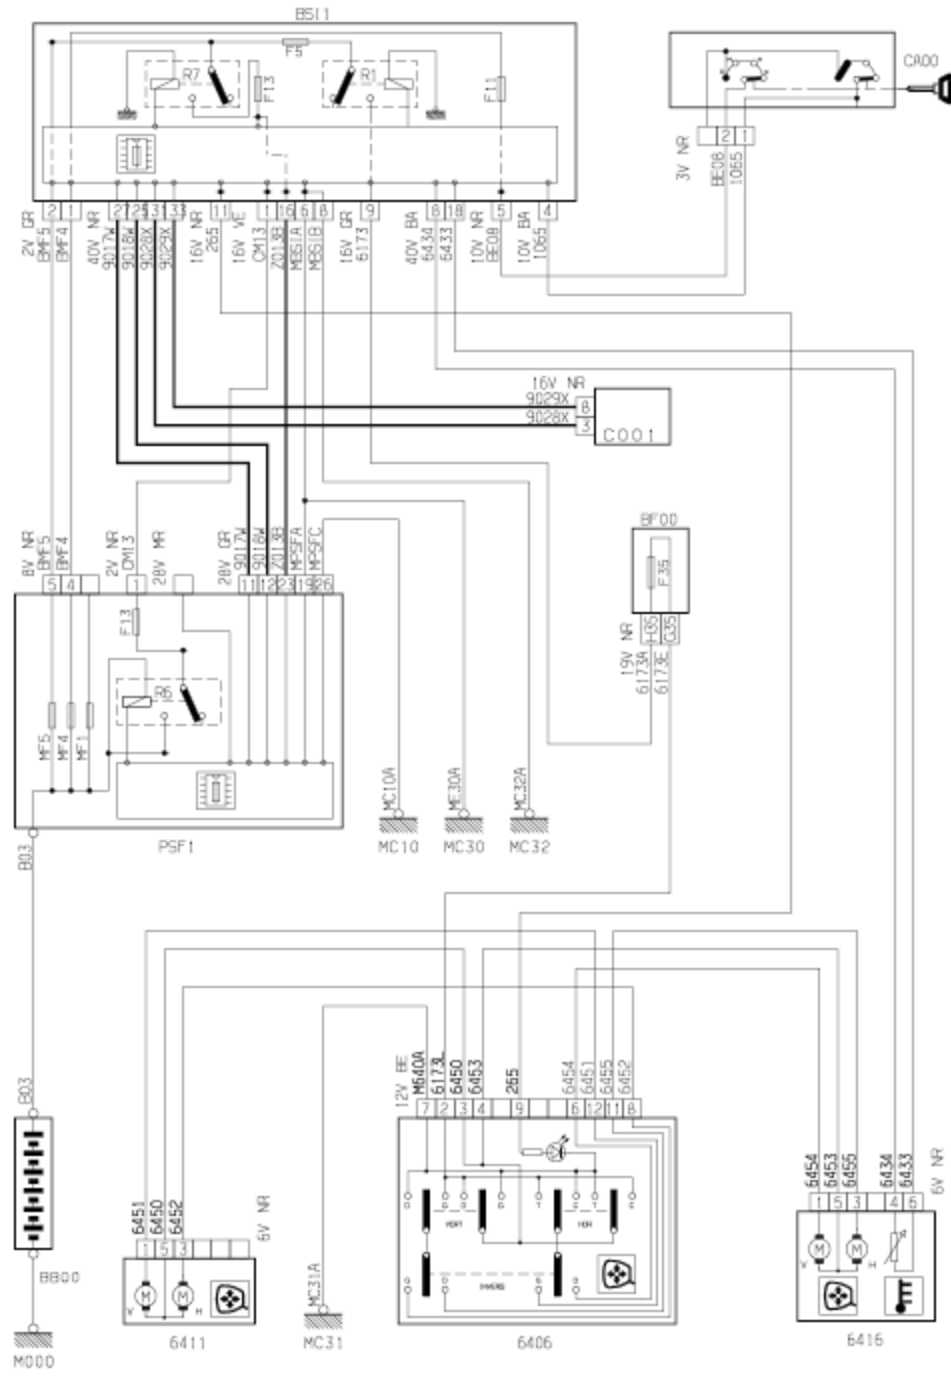 BSI1
F5
R7
F13
R1
F11
CA00
2 1
3V NR
BE08
1065
2 1 27 25 31 33 11 1 16 6 8 9 8 18 5 4
2V GR
BMF5
BMF4
40V NR
9017W
9018W
9028X
9029X
16V NR
265
16V VE
CM13
Z013B
MBSIA
MBSIB
16V GR
6173
40V BA
6434
6433
10V NR
BE08
10V BA
1065
16V NR
9029X
8
9028X
3
C001
8V NR
BMF5
BMF4
2V NR
CM13
28V MR
28V GR
9017W
9018W
Z013B
MPSFA
MPSFC
5 4 1 11 12 23 19 26
F13
R6
MF5
MF4
MF1
PSF1
BF00
F35
H35
G35
19V NR
6173A
6173E
MC10A
ME30A
MC32A
MC10
MC30
MC32
B03
B03
BB00
M000
12V BE
M640A
6173L
6450
6453
265
6454
6451
6455
6452
7 2 3 4 9 6 12 11 8
VERT
HOR
INVERS
6406
MC31A
MC31
6451
6450
6452
6V NR
1 5 3
M
M
V
H
6411
6454
6453
6455
6434
6433
6V NR
1 5 3 4 6
M
M
V
H
6416